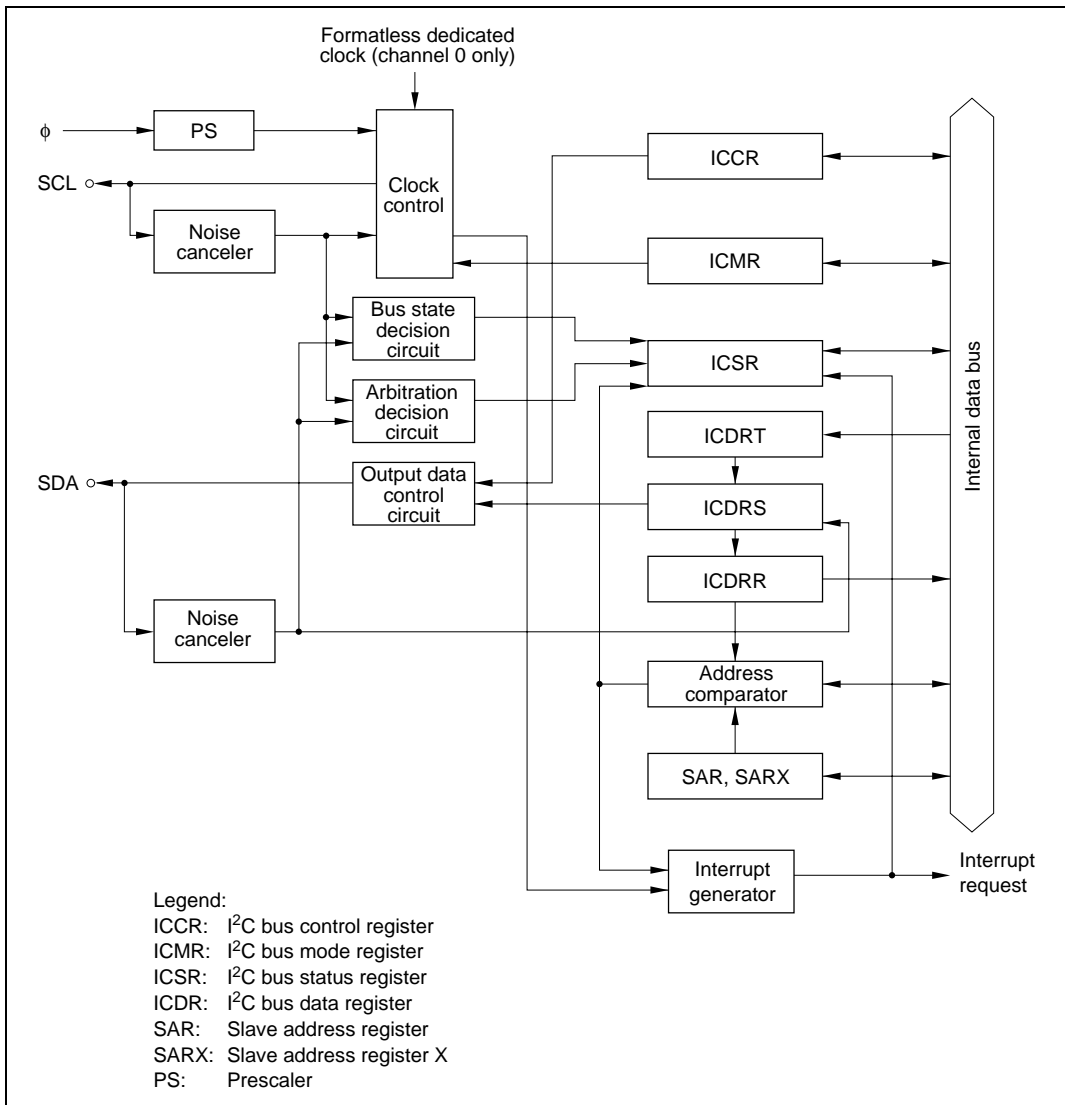 Formatless dedicated
clock (channel 0 only)
ϕ
PS
ICCR
SCL
Clock
control
Noise
canceler
ICMR
Bus state
decision
circuit
ICSR
Internal data bus
Arbitration
decision
circuit
ICDRT
SDA
Output data
control
circuit
ICDRS
ICDRR
Noise
canceler
Address
comparator
SAR, SARX
Interrupt
generator
Interrupt
request
Legend:
ICCR: I²C bus control register
ICMR: I²C bus mode register
ICSR: I²C bus status register
ICDR: I²C bus data register
SAR: Slave address register
SARX: Slave address register X
PS: Prescaler